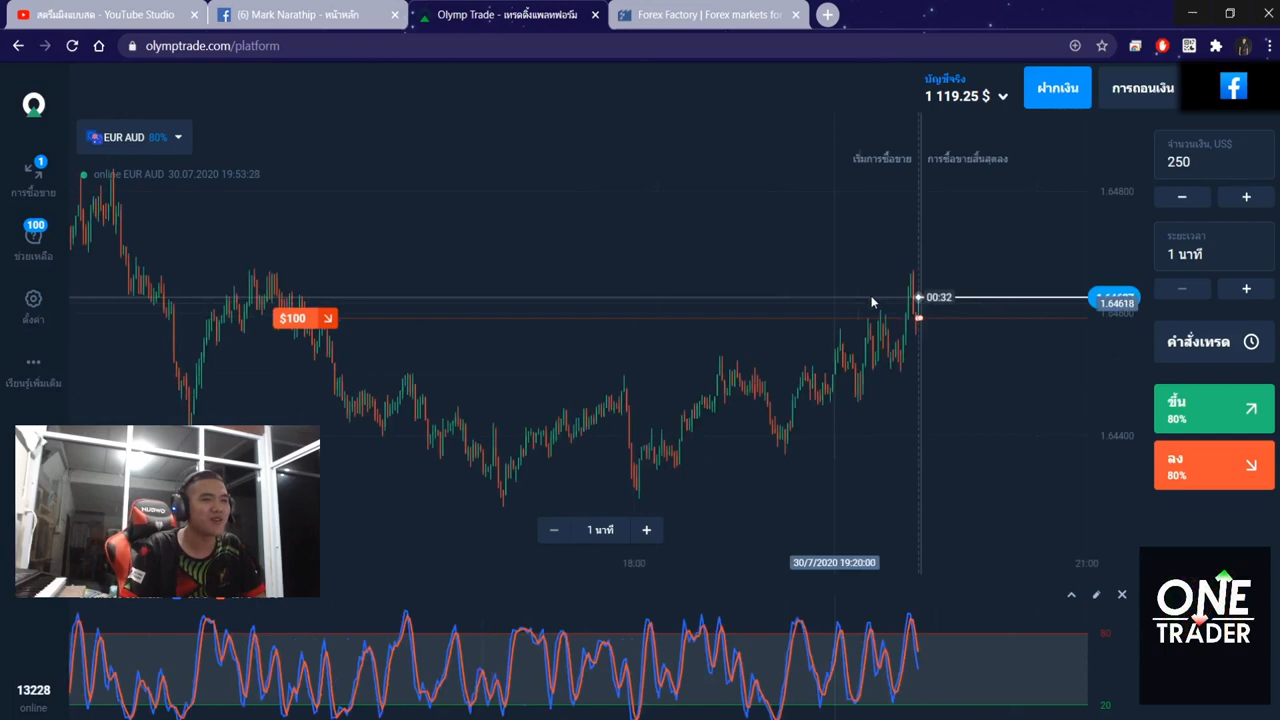 สตรีมมิงแบบสด - YouTube Studio
(6) Mark Narathip - หน้าหลัก
Olymp Trade - เทรดดิ้งแพลทฟอร์ม
Forex Factory | Forex markets for
olymptrade.com/platform
บัญชีจริง
1 119.25 $
ฝากเงิน
การถอนเงิน
EUR AUD 80%
online EUR AUD 30.07.2020 19:53:28
เริ่มการซื้อขาย
การซื้อขายสิ้นสุดลง
1
การซื้อขาย
100
ช่วยเหลือ
ตั้งค่า
เรียนรู้เพิ่มเติม
$100
00:32
1.64800
1.64618
1.64400
จำนวนเงิน, US$
250
ระยะเวลา
1 นาที
คำสั่งเทรด
ขึ้น
80%
ลง
80%
1 นาที
18:00
30/7/2020 19:20:00
21:00
80
20
13228
online
ONE
TRADER